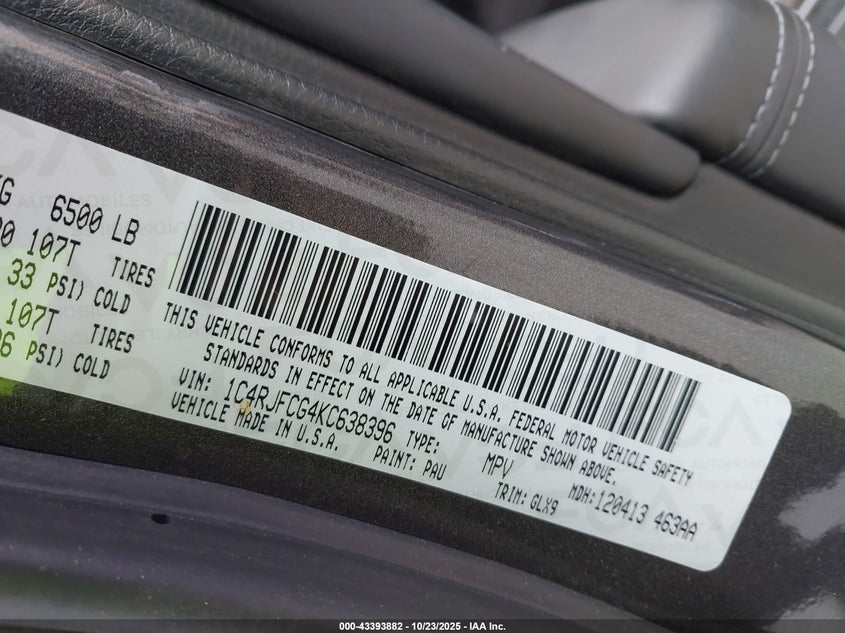 KG 6500 LB
107T TIRES
33 PSI) COLD
107T TIRES
PSI) COLD
THIS VEHICLE CONFORMS TO ALL APPLICABLE U.S.A. FEDERAL MOTOR VEHICLE SAFETY
STANDARDS IN EFFECT ON THE DATE OF MANUFACTURE SHOWN ABOVE.
VIN: 1C4RJFCG4KC638396 TYPE: MPV MDH:120413 463AA
VEHICLE MADE IN U.S.A. PAINT: PAU TRIM: GLX9
AUTOMOBILES
000-43393882 - 10/23/2025 - IAA Inc.